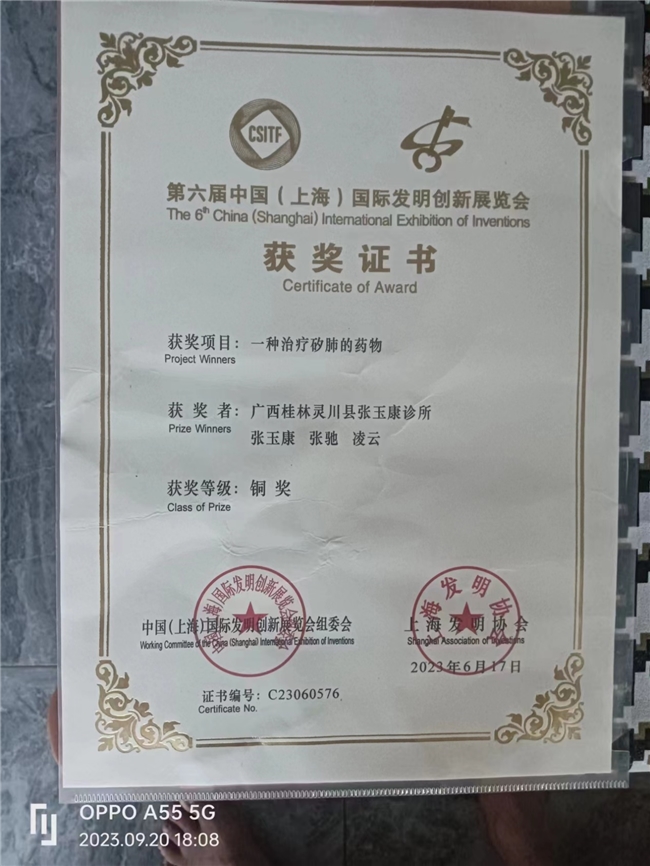 CSITF
第六届中国（上海）国际发明创新展览会
The 6th China (Shanghai) International Exhibition of Inventions
获奖证书
Certificate of Award
获奖项目：一种治疗矽肺的药物
Project Winners
获 奖 者：广西桂林灵川县张玉康诊所
Prize Winners
张玉康 张驰 凌云
获奖等级：铜奖
Class of Prize
中国（上海）国际发明创新展览会组委会
Working Committee of the China (Shanghai) International Exhibition of Inventions
上海发明协会
Shanghai Association of Inventions
2023年6月17日
证书编号：C23060576
Certificate No.
OPPO A55 5G
2023.09.20 18:08